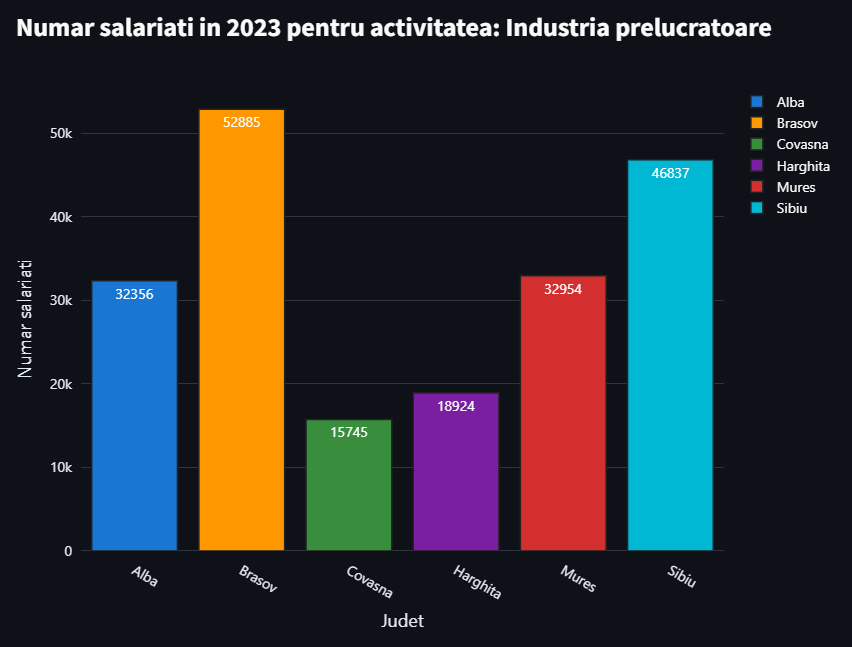 Numar salariati in 2023 pentru activitatea: Industria prelucratoare
Alba
Brasov
Covasna
Harghita
Mures
Sibiu
Numar salariati
50k
40k
30k
20k
10k
0
32356
52885
15745
18924
32954
46837
Alba
Brasov
Covasna
Harghita
Mures
Sibiu
Judet